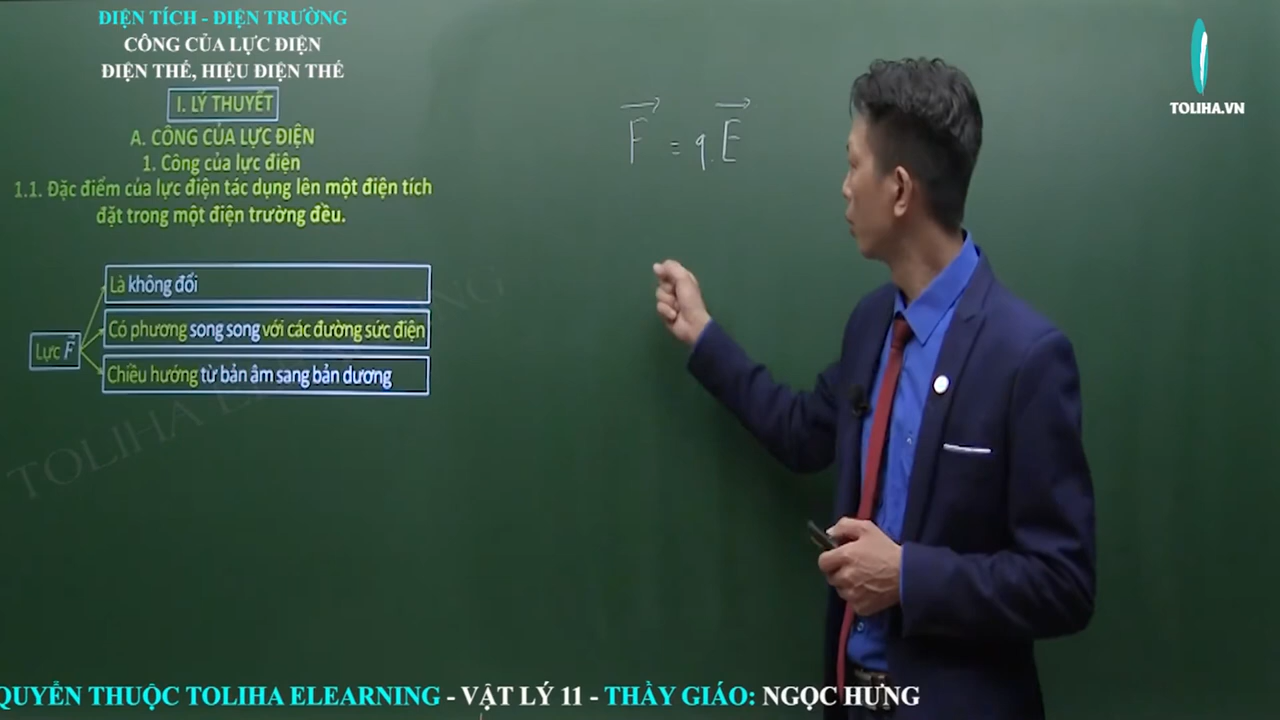 ĐIỆN TÍCH - ĐIỆN TRƯỜNG
CÔNG CỦA LỰC ĐIỆN
ĐIỆN THẾ, HIỆU ĐIỆN THẾ
I. LÝ THUYẾT
A. CÔNG CỦA LỰC ĐIỆN
1. Công của lực điện
1.1. Đặc điểm của lực điện tác dụng lên một điện tích
đặt trong một điện trường đều.
Là không đổi
Có phương song song với các đường sức điện
Lực F⃗
Chiều hướng từ bản âm sang bản dương
F⃗ = q.E⃗
TOLIHA.VN
TOLIHA ELEARNING
QUYỄN THUỘC TOLIHA ELEARNING - VẬT LÝ 11 - THẦY GIÁO: NGỌC HƯNG